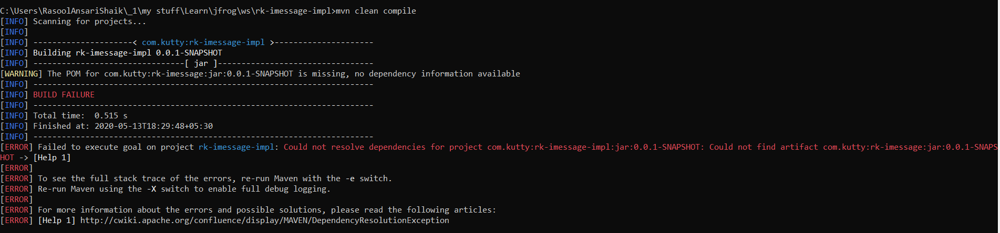 C:\Users\RasoolAnsariShaik\_1\my stuff\Learn\jfrog\ws\rk-imessage-impl>mvn clean compile
[INFO] Scanning for projects...
[INFO]
[INFO] ---------------------< com.kutty:rk-imessage-impl >---------------------
[INFO] Building rk-imessage-impl 0.0.1-SNAPSHOT
[INFO] --------------------------------[ jar ]---------------------------------
[WARNING] The POM for com.kutty:rk-imessage:jar:0.0.1-SNAPSHOT is missing, no dependency information available
[INFO] ------------------------------------------------------------------------
[INFO] BUILD FAILURE
[INFO] ------------------------------------------------------------------------
[INFO] Total time:  0.515 s
[INFO] Finished at: 2020-05-13T18:29:48+05:30
[INFO] ------------------------------------------------------------------------
[ERROR] Failed to execute goal on project rk-imessage-impl: Could not resolve dependencies for project com.kutty:rk-imessage-impl:jar:0.0.1-SNAPSHOT: Could not find artifact com.kutty:rk-imessage:jar:0.0.1-SNAPS
HOT -> [Help 1]
[ERROR]
[ERROR] To see the full stack trace of the errors, re-run Maven with the -e switch.
[ERROR] Re-run Maven using the -X switch to enable full debug logging.
[ERROR]
[ERROR] For more information about the errors and possible solutions, please read the following articles:
[ERROR] [Help 1] http://cwiki.apache.org/confluence/display/MAVEN/DependencyResolutionException